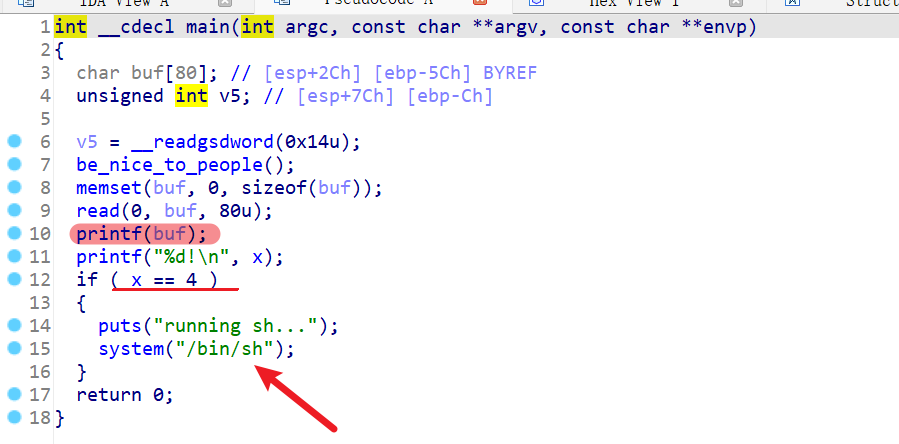 IDA View A Pseudocode A Hex View 1 Struct
1 int __cdecl main(int argc, const char **argv, const char **envp)
2 {
3 char buf[80]; // [esp+2Ch] [ebp-5Ch] BYREF
4 unsigned int v5; // [esp+7Ch] [ebp-Ch]
5
6 v5 = __readgsdword(0x14u);
7 be_nice_to_people();
8 memset(buf, 0, sizeof(buf));
9 read(0, buf, 80u);
10 printf(buf);
11 printf("%d!\n", x);
12 if ( x == 4 )
13 {
14 puts("running sh...");
15 system("/bin/sh");
16 }
17 return 0;
18 }